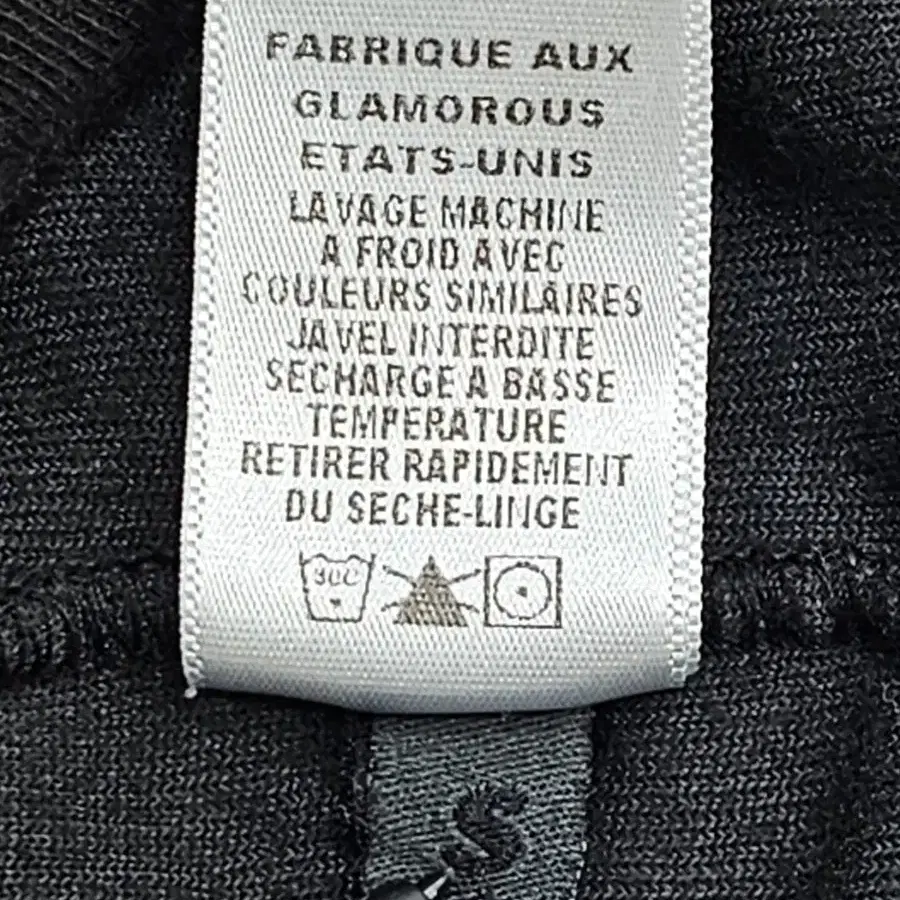 FABRIQUE AUX
GLAMOROUS
ETATS-UNIS
LAVAGE MACHINE
A FROID AVEC
COULEURS SIMILAIRES
JAVEL INTERDITE
SECHARGE A BASSE
TEMPERATURE
RETIRER RAPIDEMENT
DU SECHE-LINGE
30C
S